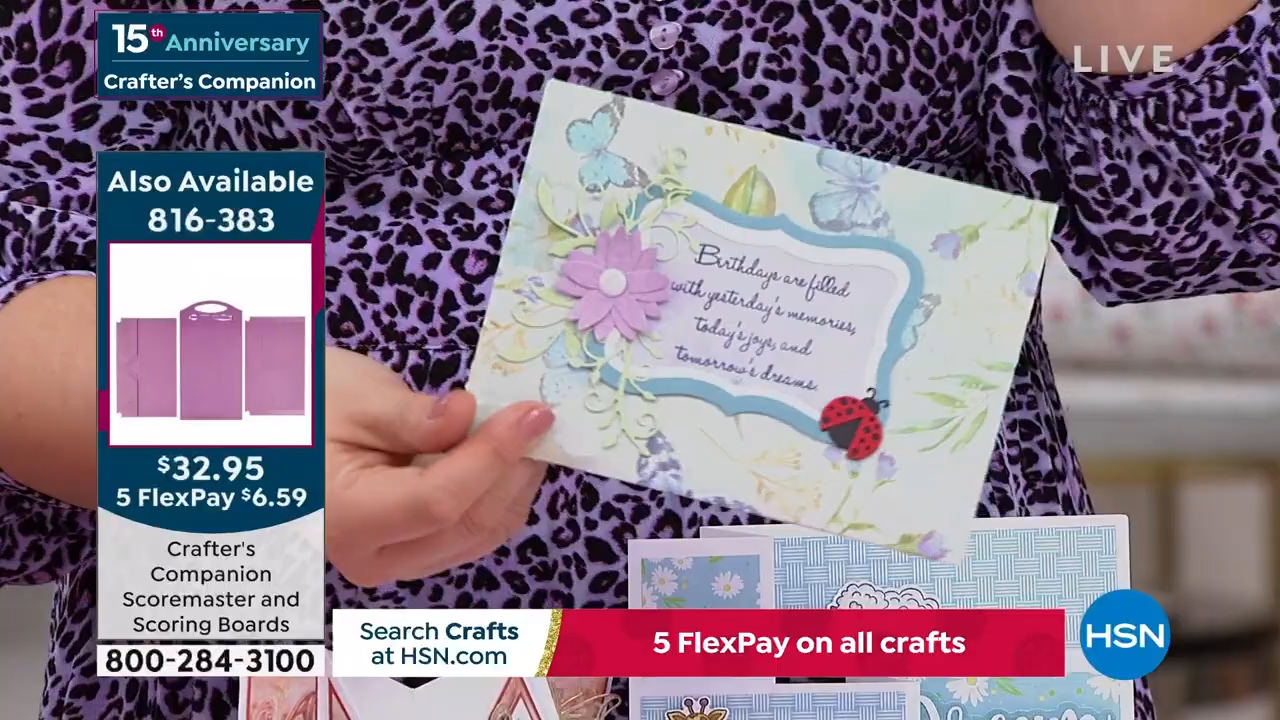 15th Anniversary
Crafter's Companion
LIVE
Also Available
816-383
$32.95
5 FlexPay $6.59
Crafter's
Companion
Scoremaster and
Scoring Boards
800-284-3100
Birthdays are filled
with yesterday's memories,
today's joys, and
tomorrow's dreams.
Search Crafts
at HSN.com
5 FlexPay on all crafts
HSN